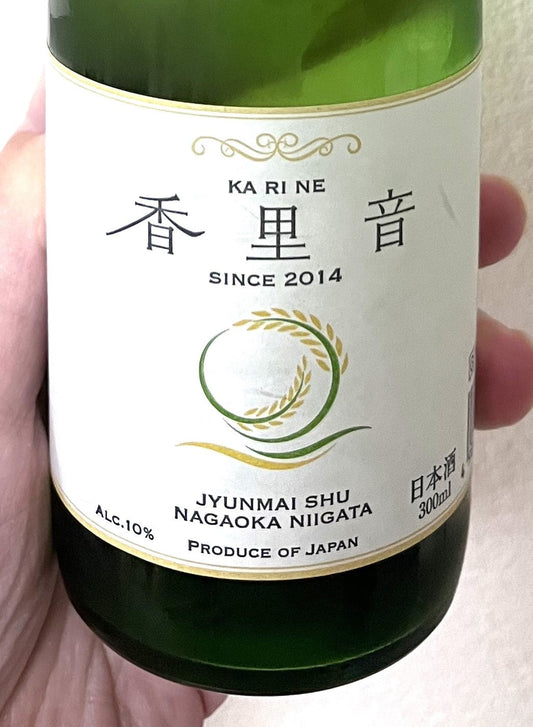 KA RI NE
香里音
SINCE 2014
JYUNMAI SHU
NAGAOKA NIIGATA
ALC.10%
PRODUCE OF JAPAN
日本酒
300ml